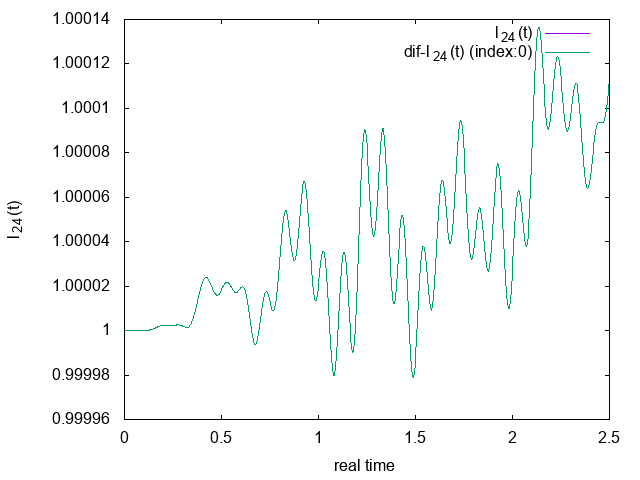 1.00014
1.00012
1.0001
1.00008
1.00006
1.00004
1.00002
1
0.99998
0.99996
I24(t)
I24(t)
dif-I24(t) (index:0)
0 0.5 1 1.5 2 2.5
real time